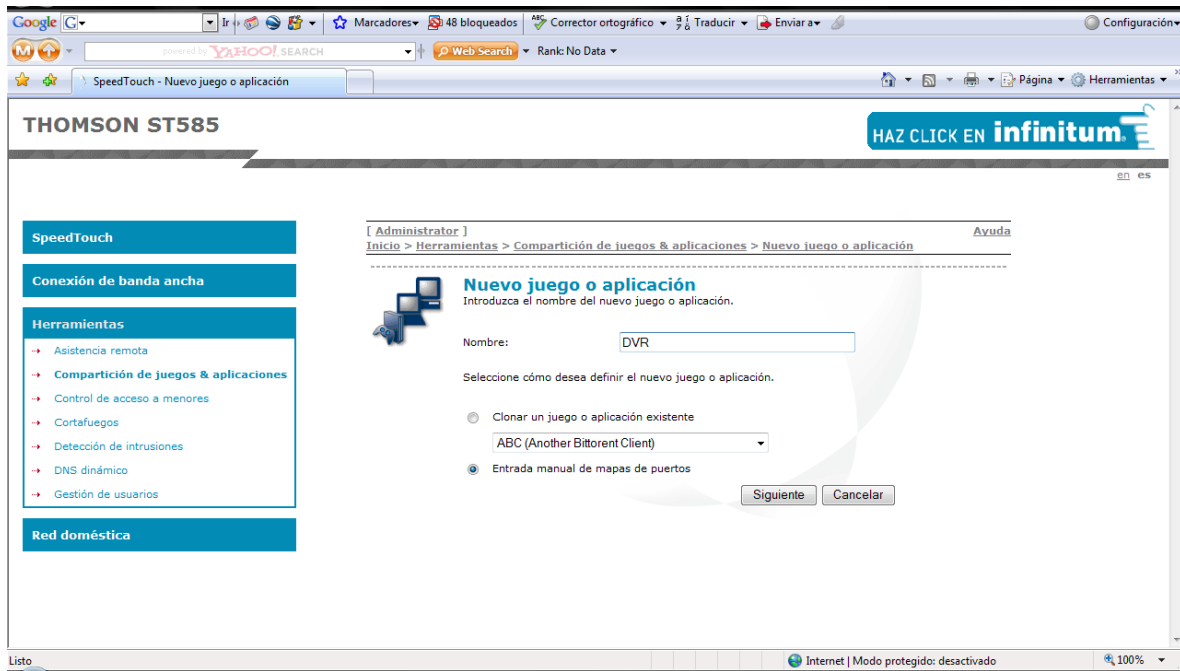 Google G Ir Marcadores 48 bloqueados ABC Corrector ortográfico Traducir Enviar a Configuración
powered by YAHOO! SEARCH Web Search Rank: No Data
SpeedTouch - Nuevo juego o aplicación Página Herramientas
THOMSON ST585
HAZ CLICK EN infinitum.
en es
SpeedTouch
Conexión de banda ancha
Herramientas
Asistencia remota
Compartición de juegos & aplicaciones
Control de acceso a menores
Cortafuegos
Detección de intrusiones
DNS dinámico
Gestión de usuarios
Red doméstica
[ Administrator ] Ayuda
Inicio > Herramientas > Compartición de juegos & aplicaciones > Nuevo juego o aplicación
Nuevo juego o aplicación
Introduzca el nombre del nuevo juego o aplicación.
Nombre: DVR
Seleccione cómo desea definir el nuevo juego o aplicación.
Clonar un juego o aplicación existente
ABC (Another Bittorent Client)
Entrada manual de mapas de puertos
Siguiente Cancelar
Listo Internet | Modo protegido: desactivado 100%